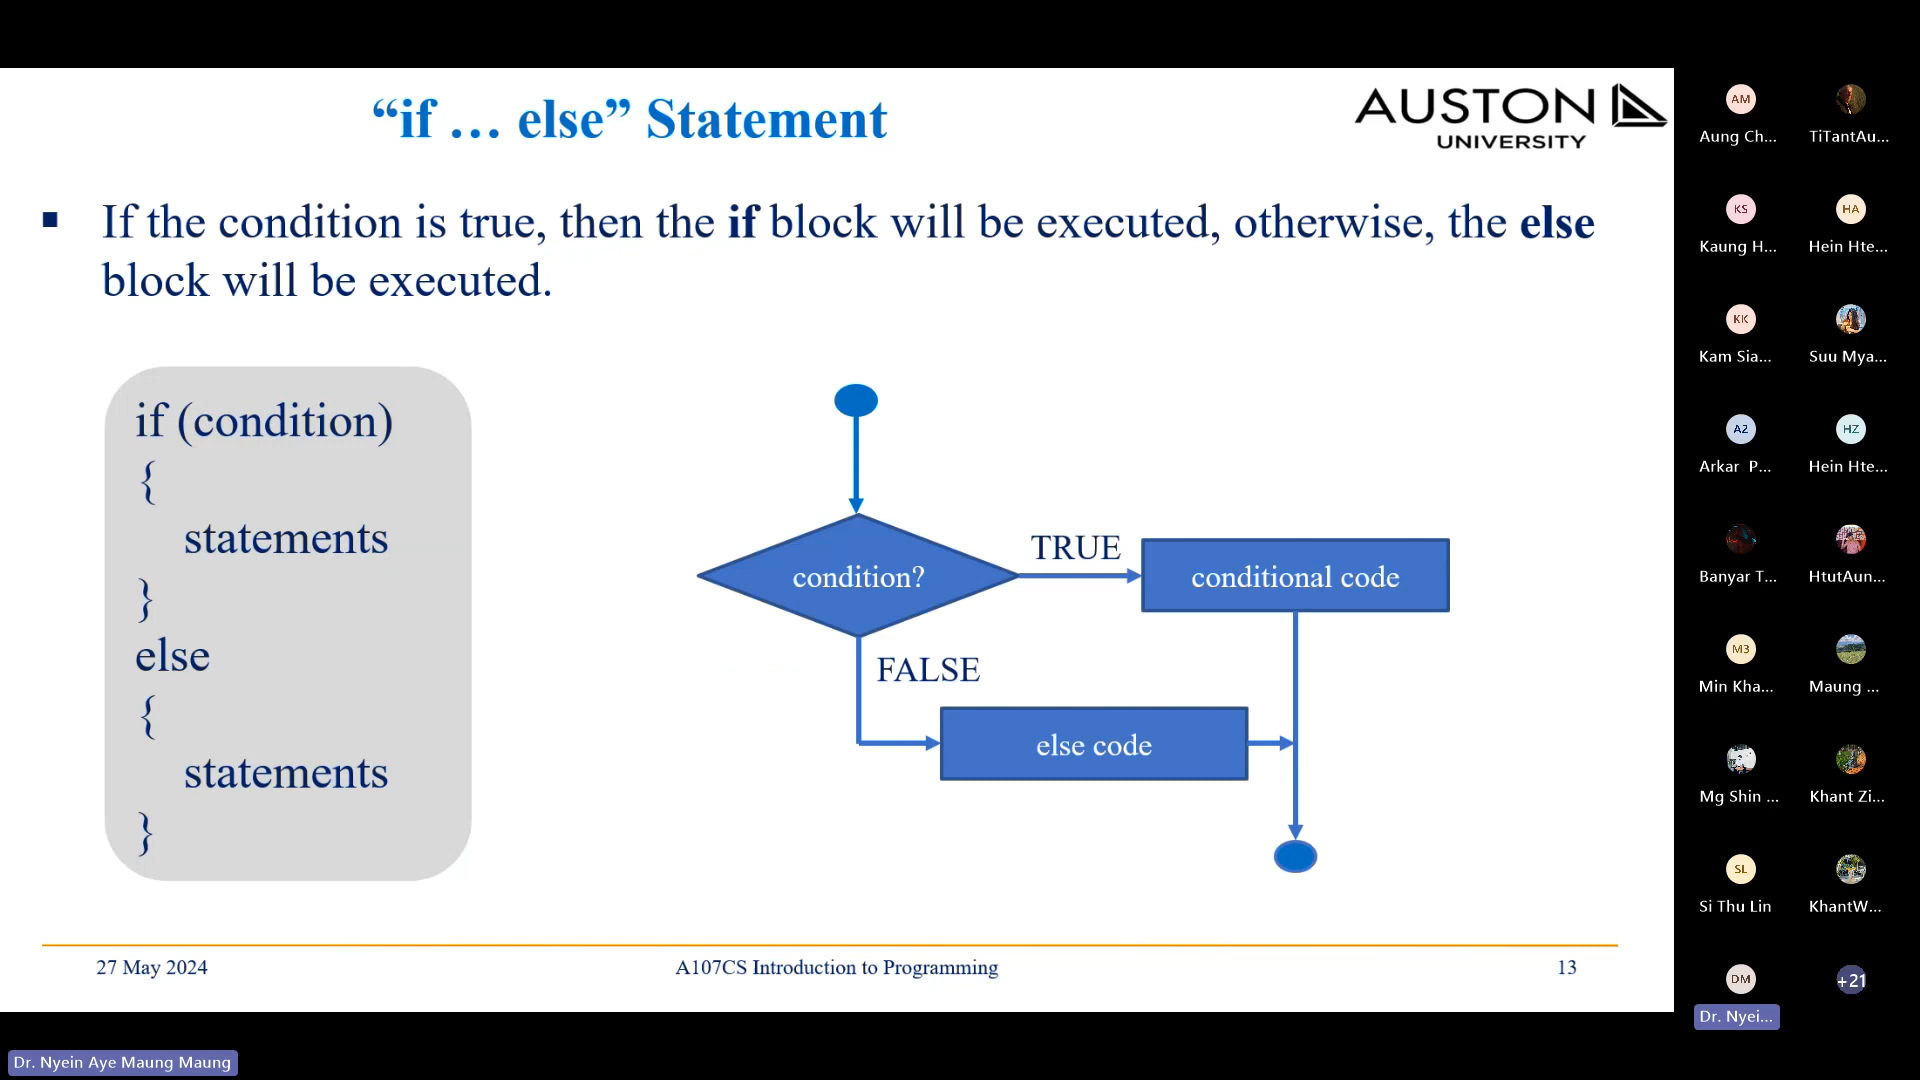 “if … else” Statement
AUSTON
UNIVERSITY
▪ If the condition is true, then the if block will be executed, otherwise, the else
block will be executed.
if (condition)
{
statements
}
else
{
statements
}
condition?
TRUE
conditional code
FALSE
else code
27 May 2024
A107CS Introduction to Programming
13
AM
Aung Ch...
TiTantAu...
KS
Kaung H...
HA
Hein Hte...
KK
Kam Sia...
Suu Mya...
A2
Arkar P...
HZ
Hein Hte...
Banyar T...
HtutAun...
M3
Min Kha...
Maung ...
Mg Shin ...
Khant Zi...
SL
Si Thu Lin
KhantW...
DM
Dr. Nyei...
+21
Dr. Nyein Aye Maung Maung